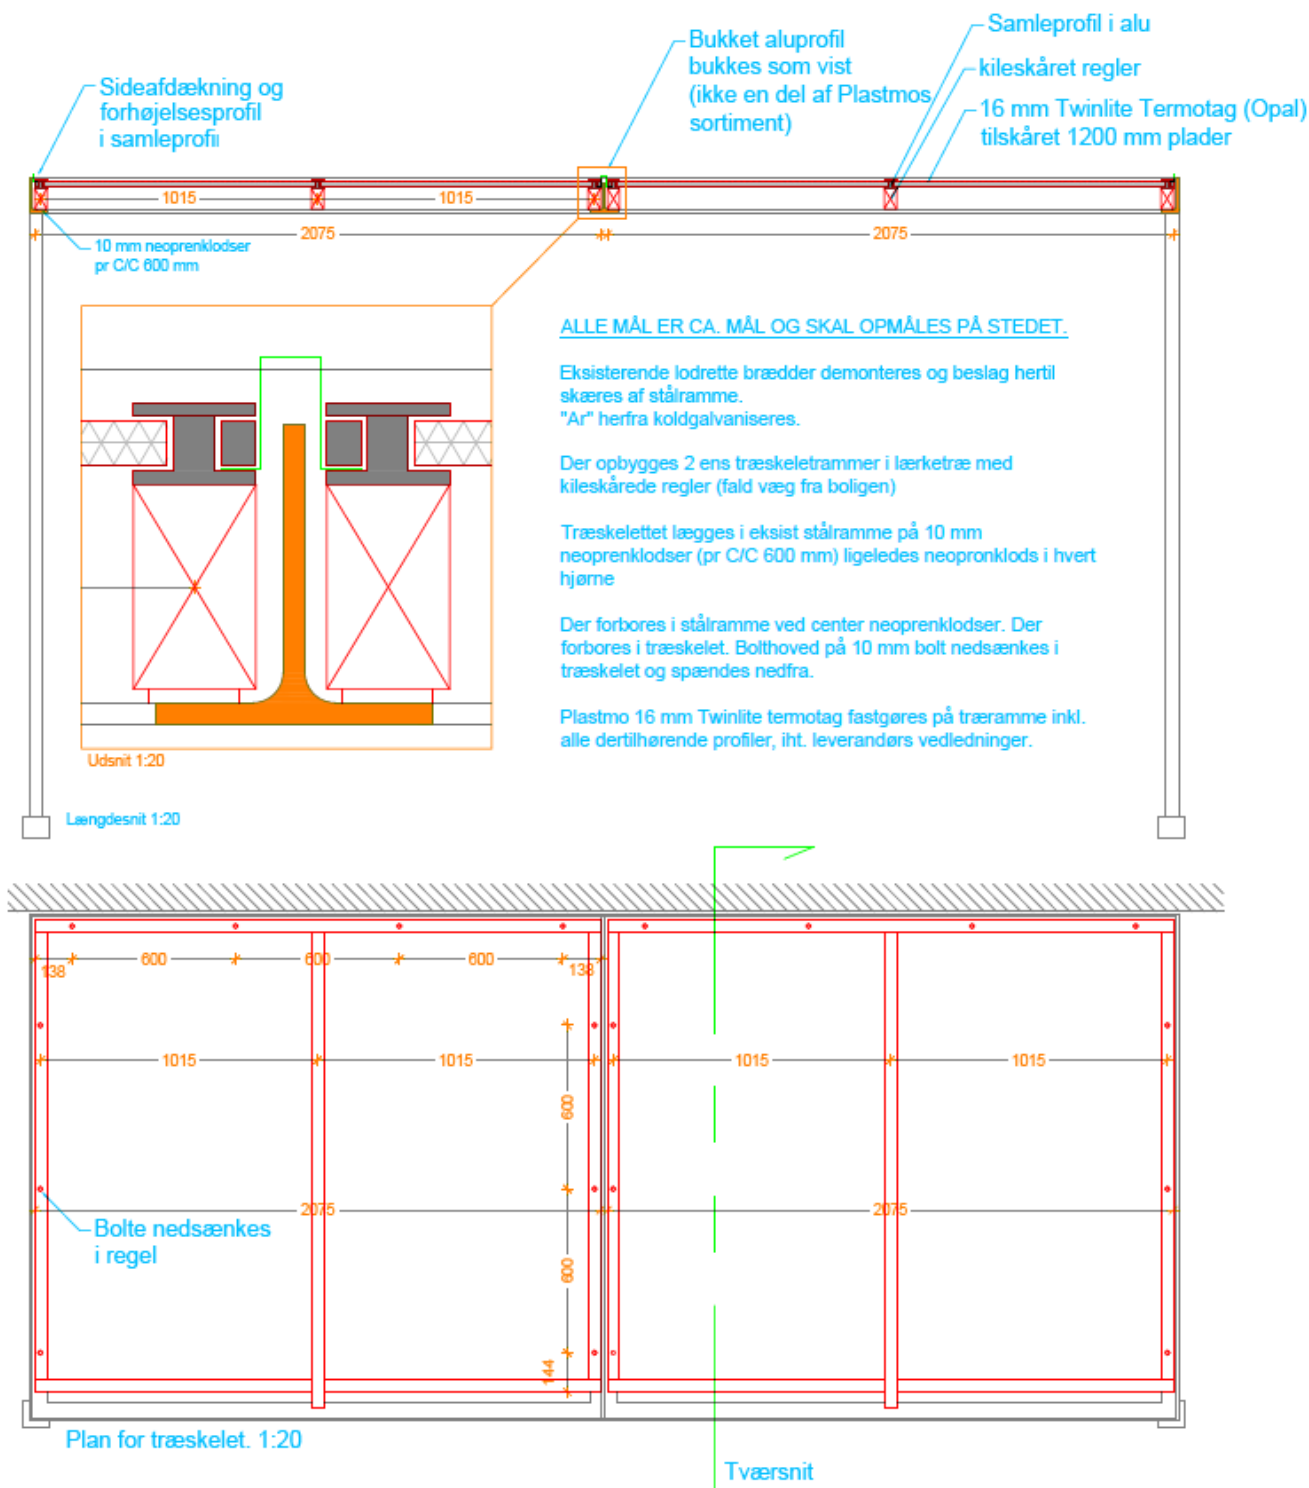 Samleprofil i alu
Bukket aluprofil
bukkes som vist
(ikke en del af Plastmos
sortiment)
kileskåret regler
Sideafdækning og
forhøjelsesprofil
i samleprofil
16 mm Twinlite Termotag (Opal)
tilskåret 1200 mm plader
1015
1015
2075
2075
10 mm neoprenklodser
pr C/C 600 mm
ALLE MÅL ER CA. MÅL OG SKAL OPMÅLES PÅ STEDET.
Eksisterende lodrette brædder demonteres og beslag hertil
skæres af stålramme.
"Ar" herfra koldgalvaniseres.
Der opbygges 2 ens træskeletrammer i lærketræ med
kileskårede regler (fald væg fra boligen)
Træskelettet lægges i eksist stålramme på 10 mm
neoprenklodser (pr C/C 600 mm) ligeledes neopronklods i hvert
hjørne
Der forbores i stålramme ved center neoprenklodser. Der
forbores i træskelet. Bolthoved på 10 mm bolt nedsænkes i
træskelet og spændes nedfra.
Plastmo 16 mm Twinlite termotag fastgøres på træramme inkl.
alle dertilhørende profiler, iht. leverandørs vedledninger.
Udsnit 1:20
Længdesnit 1:20
138
600
600
600
138
1015
1015
1015
1015
600
2075
2075
Bolte nedsænkes
i regel
600
144
Plan for træskelet. 1:20
Tværsnit